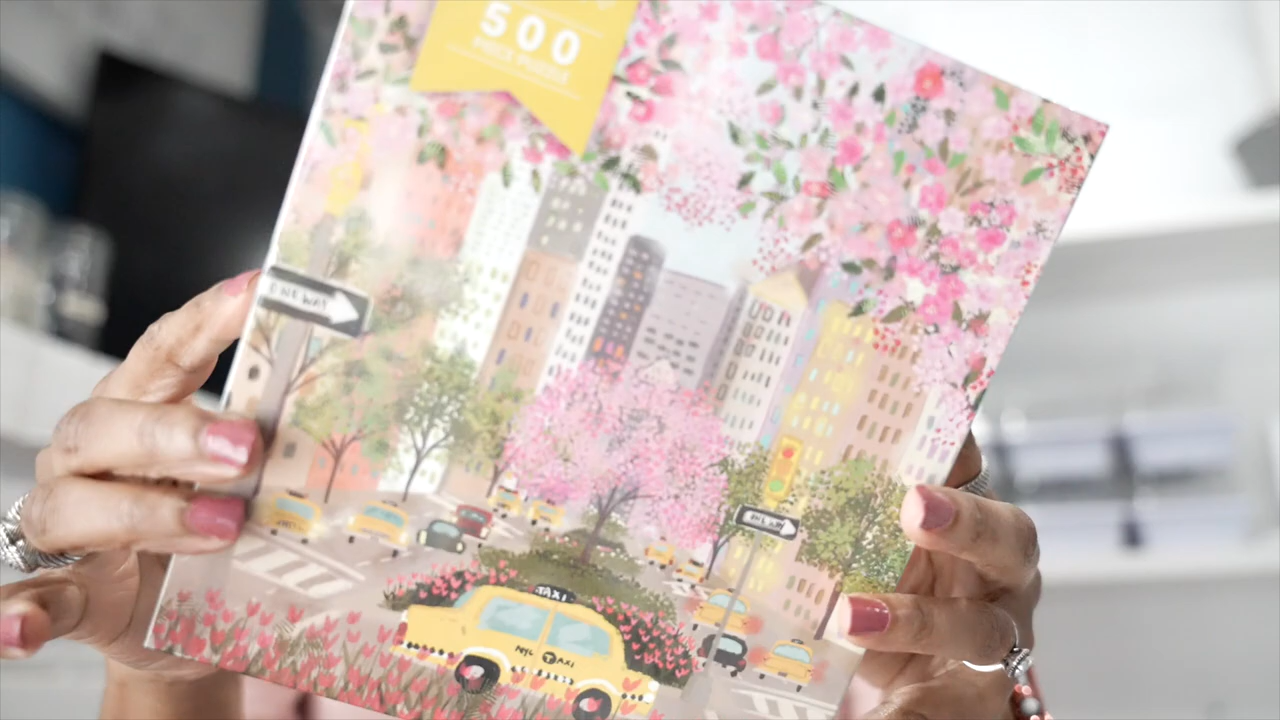 500
PIECE PUZZLE
ONE WAY
ONE WAY
TAXI
NYC TAXI